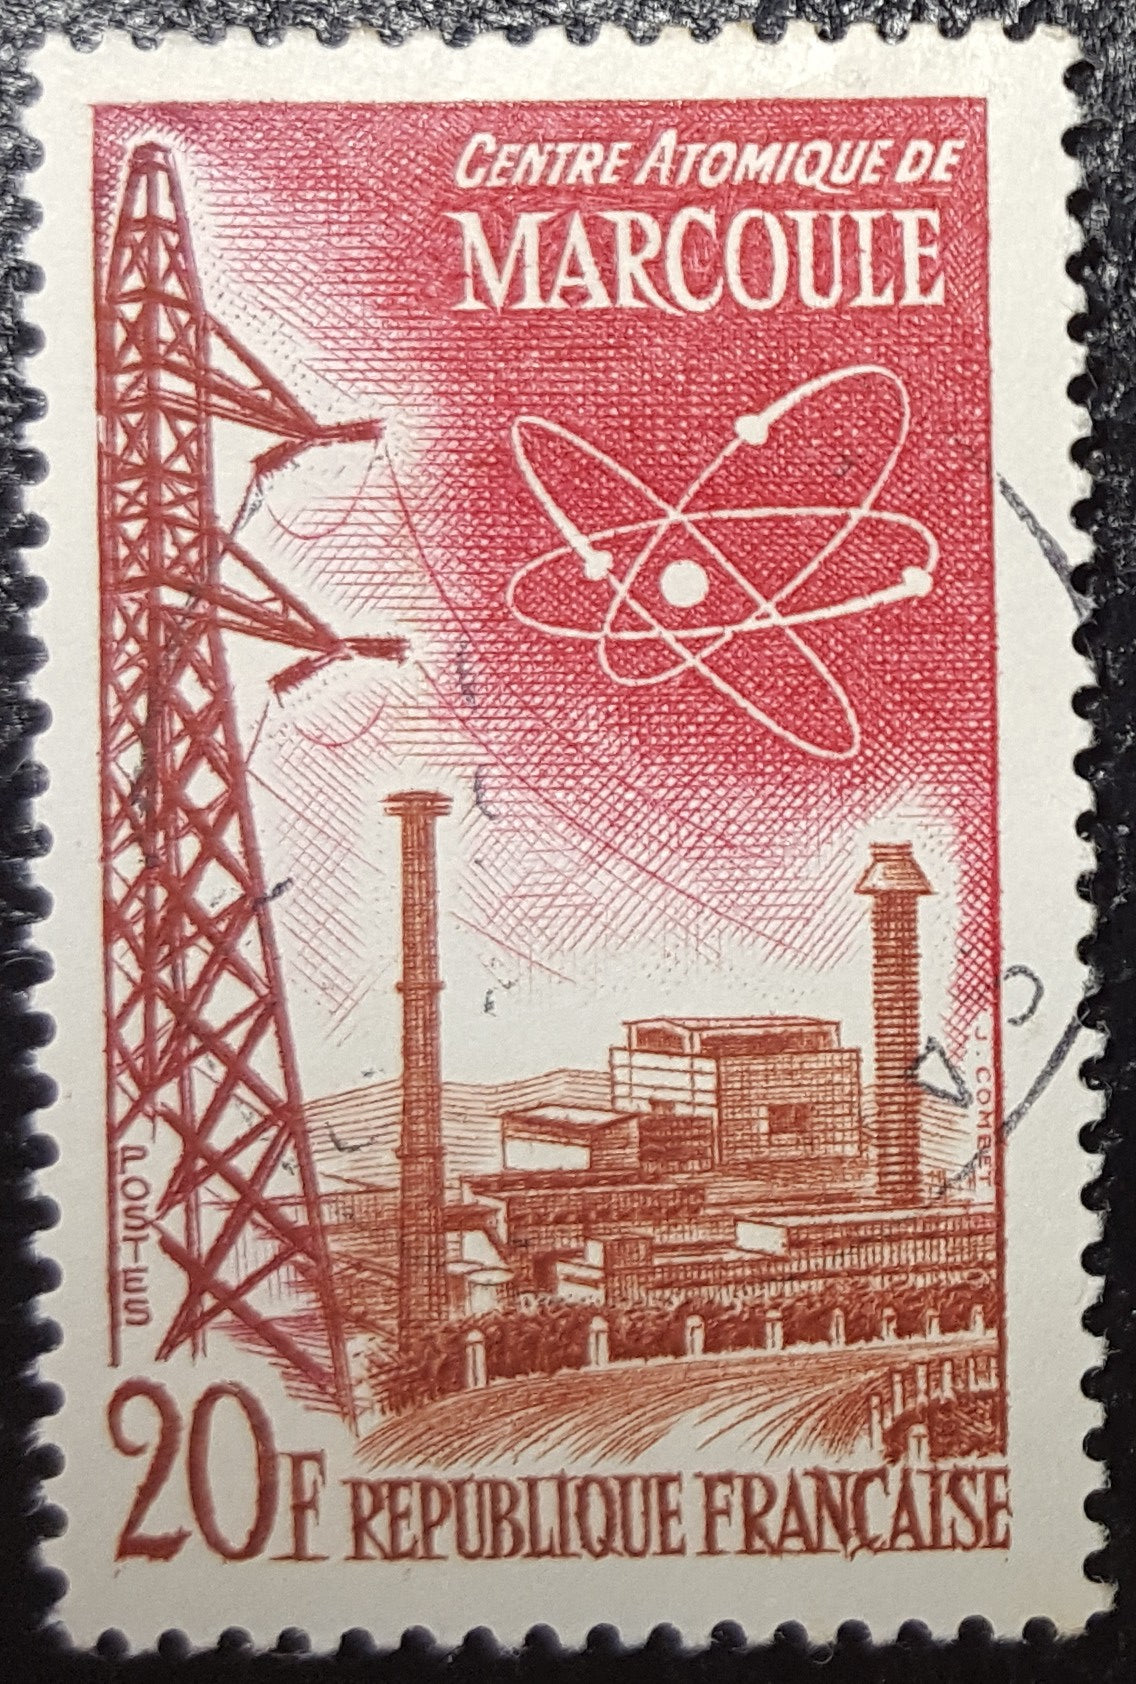 CENTRE ATOMIQUE DE
MARCOULE
J. COMBET
POSTES
20F REPUBLIQUE FRANÇAISE